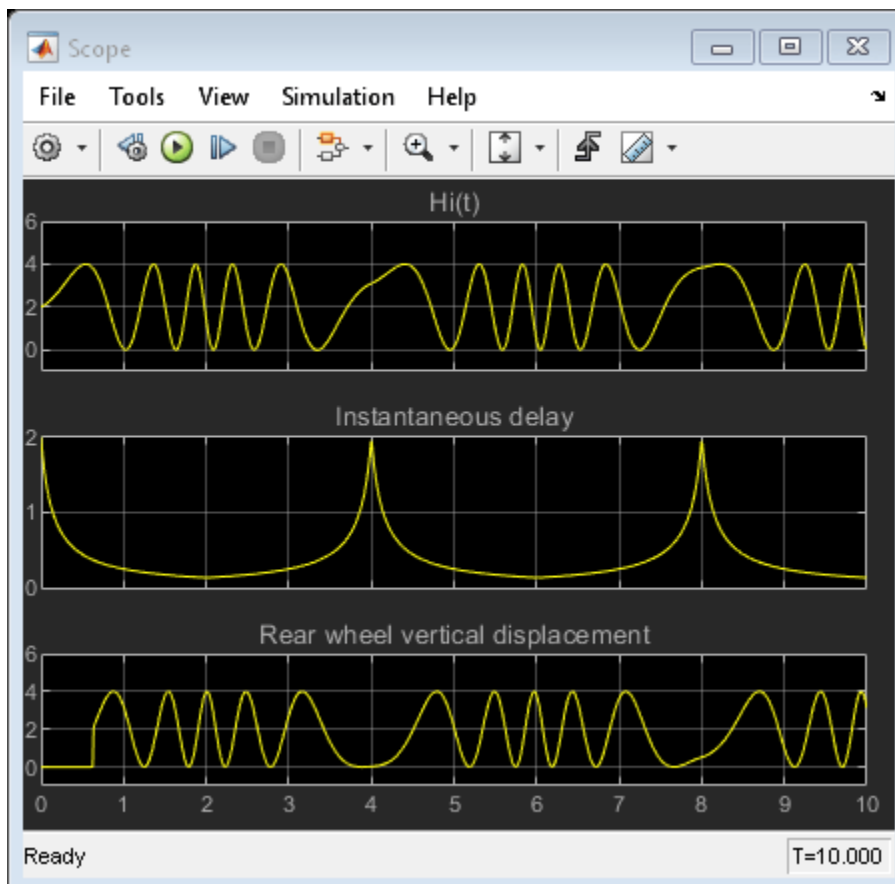 Scope
File Tools View Simulation Help
Hi(t)
6
4
2
0
Instantaneous delay
2
1
0
Rear wheel vertical displacement
6
4
2
0
0 1 2 3 4 5 6 7 8 9 10
Ready T=10.000